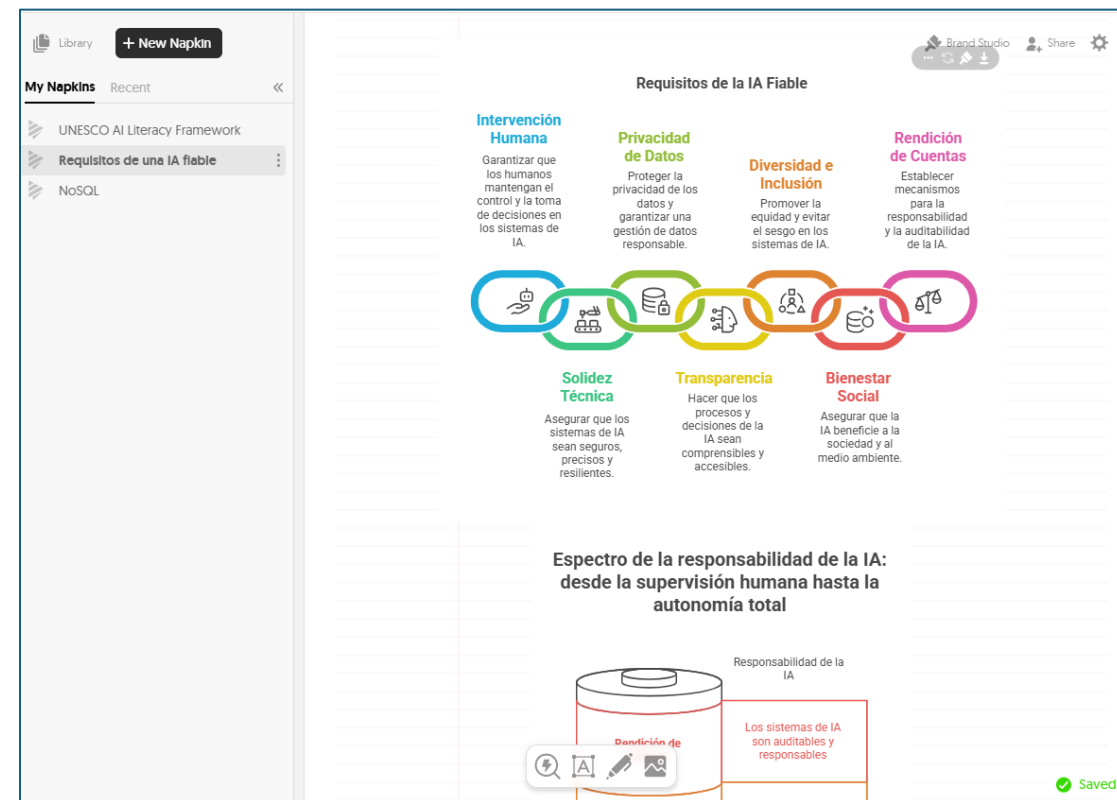 Library
+ New Napkin
Brand Studio
Share
My Napkins
Recent
UNESCO AI Literacy Framework
Requisitos de una IA fiable
NoSQL
Requisitos de la IA Fiable
Intervención
Humana
Garantizar que
los humanos
mantengan el
control y la toma
de decisiones en
los sistemas de
IA.
Privacidad
de Datos
Proteger la
privacidad de los
datos y
garantizar una
gestión de datos
responsable.
Diversidad e
Inclusión
Promover la
equidad y evitar
el sesgo en los
sistemas de IA.
Rendición
de Cuentas
Establecer
mecanismos
para la
responsabilidad
y la auditabilidad
de la IA.
Solidez
Técnica
Asegurar que los
sistemas de IA
sean seguros,
precisos y
resilientes.
Transparencia
Hacer que los
procesos y
decisiones de la
IA sean
comprensibles y
accesibles.
Bienestar
Social
Asegurar que la
IA beneficie a la
sociedad y al
medio ambiente.
Espectro de la responsabilidad de la IA:
desde la supervisión humana hasta la
autonomía total
Responsabilidad de la
IA
Rendición de
Los sistemas de IA
son auditables y
responsables
A
Saved